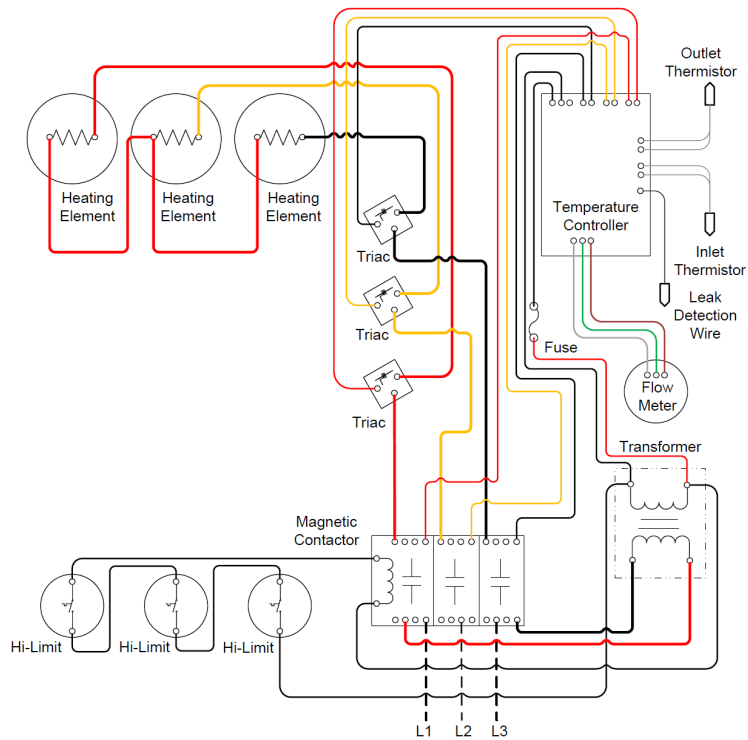 Outlet
Thermistor
Heating
Element
Heating
Element
Heating
Element
Temperature
Controller
Triac
Inlet
Thermistor
Leak
Detection
Wire
Triac
Fuse
Flow
Meter
Triac
Transformer
Magnetic
Contactor
Hi-Limit
Hi-Limit
Hi-Limit
L1
L2
L3